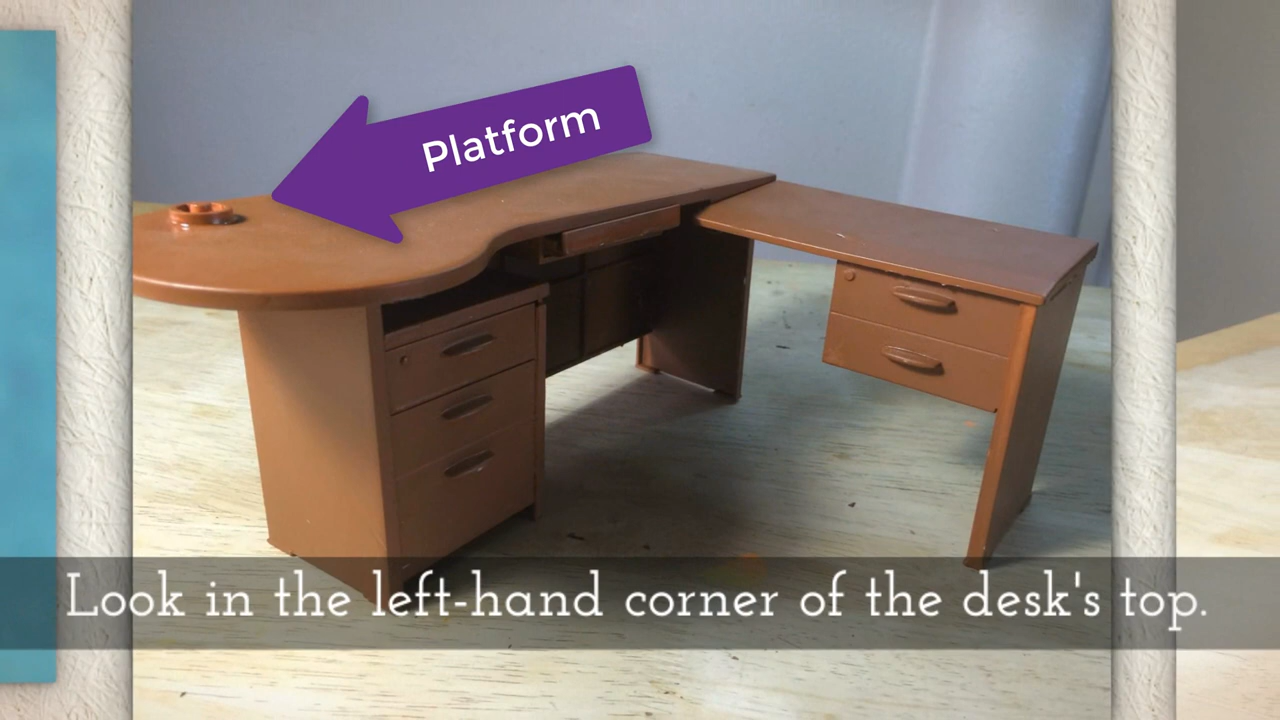 Platform
Look in the left-hand corner of the desk's top.